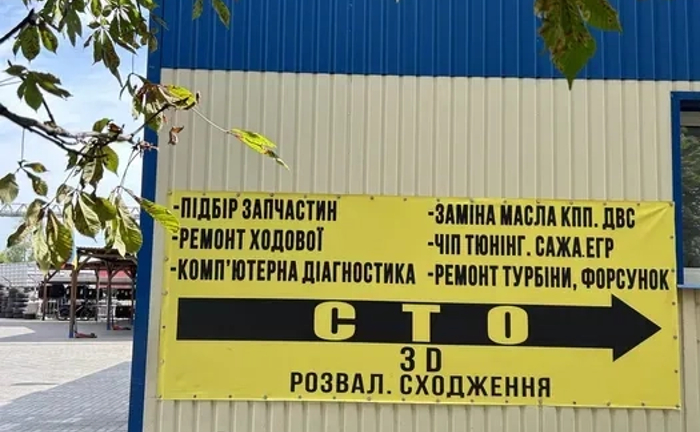 -ПІДБІР ЗАПЧАСТИН
-РЕМОНТ ХОДОВОЇ
-КОМП'ЮТЕРНА ДІАГНОСТИКА
-ЗАМІНА МАСЛА КПП. ДВС
-ЧІП ТЮНІНГ. САЖА.ЕГР
-РЕМОНТ ТУРБІНИ, ФОРСУНОК
СТО
3D
РОЗВАЛ. СХОДЖЕННЯ